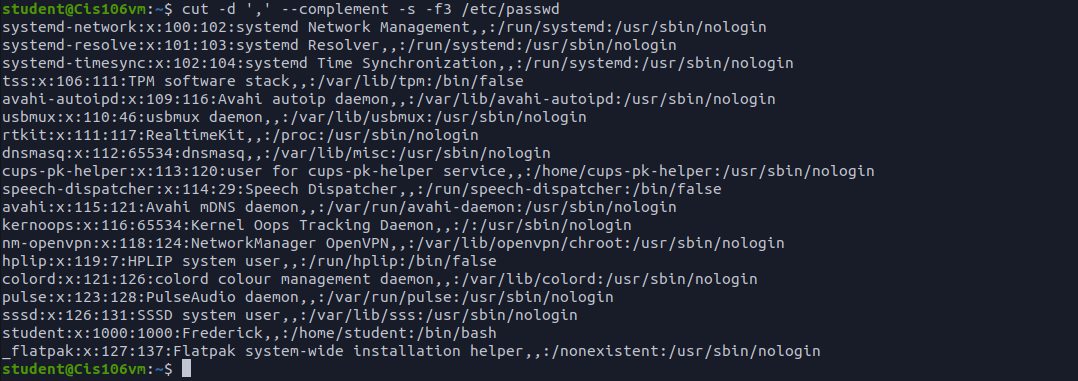 student@Cis106vm:~$ cut -d ',' --complement -s -f3 /etc/passwd
systemd-network:x:100:102:systemd Network Management,,:/run/systemd:/usr/sbin/nologin
systemd-resolve:x:101:103:systemd Resolver,,:/run/systemd:/usr/sbin/nologin
systemd-timesync:x:102:104:systemd Time Synchronization,,:/run/systemd:/usr/sbin/nologin
tss:x:106:111:TPM software stack,,:/var/lib/tpm:/bin/false
avahi-autoipd:x:109:116:Avahi autoip daemon,,:/var/lib/avahi-autoipd:/usr/sbin/nologin
usbmux:x:110:46:usbmux daemon,,:/var/lib/usbmux:/usr/sbin/nologin
rtkit:x:111:117:RealtimeKit,,:/proc:/usr/sbin/nologin
dnsmasq:x:112:65534:dnsmasq,,:/var/lib/misc:/usr/sbin/nologin
cups-pk-helper:x:113:120:user for cups-pk-helper service,,:/home/cups-pk-helper:/usr/sbin/nologin
speech-dispatcher:x:114:29:Speech Dispatcher,,:/run/speech-dispatcher:/bin/false
avahi:x:115:121:Avahi mDNS daemon,,:/var/run/avahi-daemon:/usr/sbin/nologin
kernoops:x:116:65534:Kernel Oops Tracking Daemon,,:/:/usr/sbin/nologin
nm-openvpn:x:118:124:NetworkManager OpenVPN,,:/var/lib/openvpn/chroot:/usr/sbin/nologin
hplip:x:119:7:HPLIP system user,,:/run/hplip:/bin/false
colord:x:121:126:colord colour management daemon,,:/var/lib/colord:/usr/sbin/nologin
pulse:x:123:128:PulseAudio daemon,,:/var/run/pulse:/usr/sbin/nologin
sssd:x:126:131:SSSD system user,,:/var/lib/sss:/usr/sbin/nologin
student:x:1000:1000:Frederick,,:/home/student:/bin/bash
_flatpak:x:127:137:Flatpak system-wide installation helper,,:/nonexistent:/usr/sbin/nologin
student@Cis106vm:~$